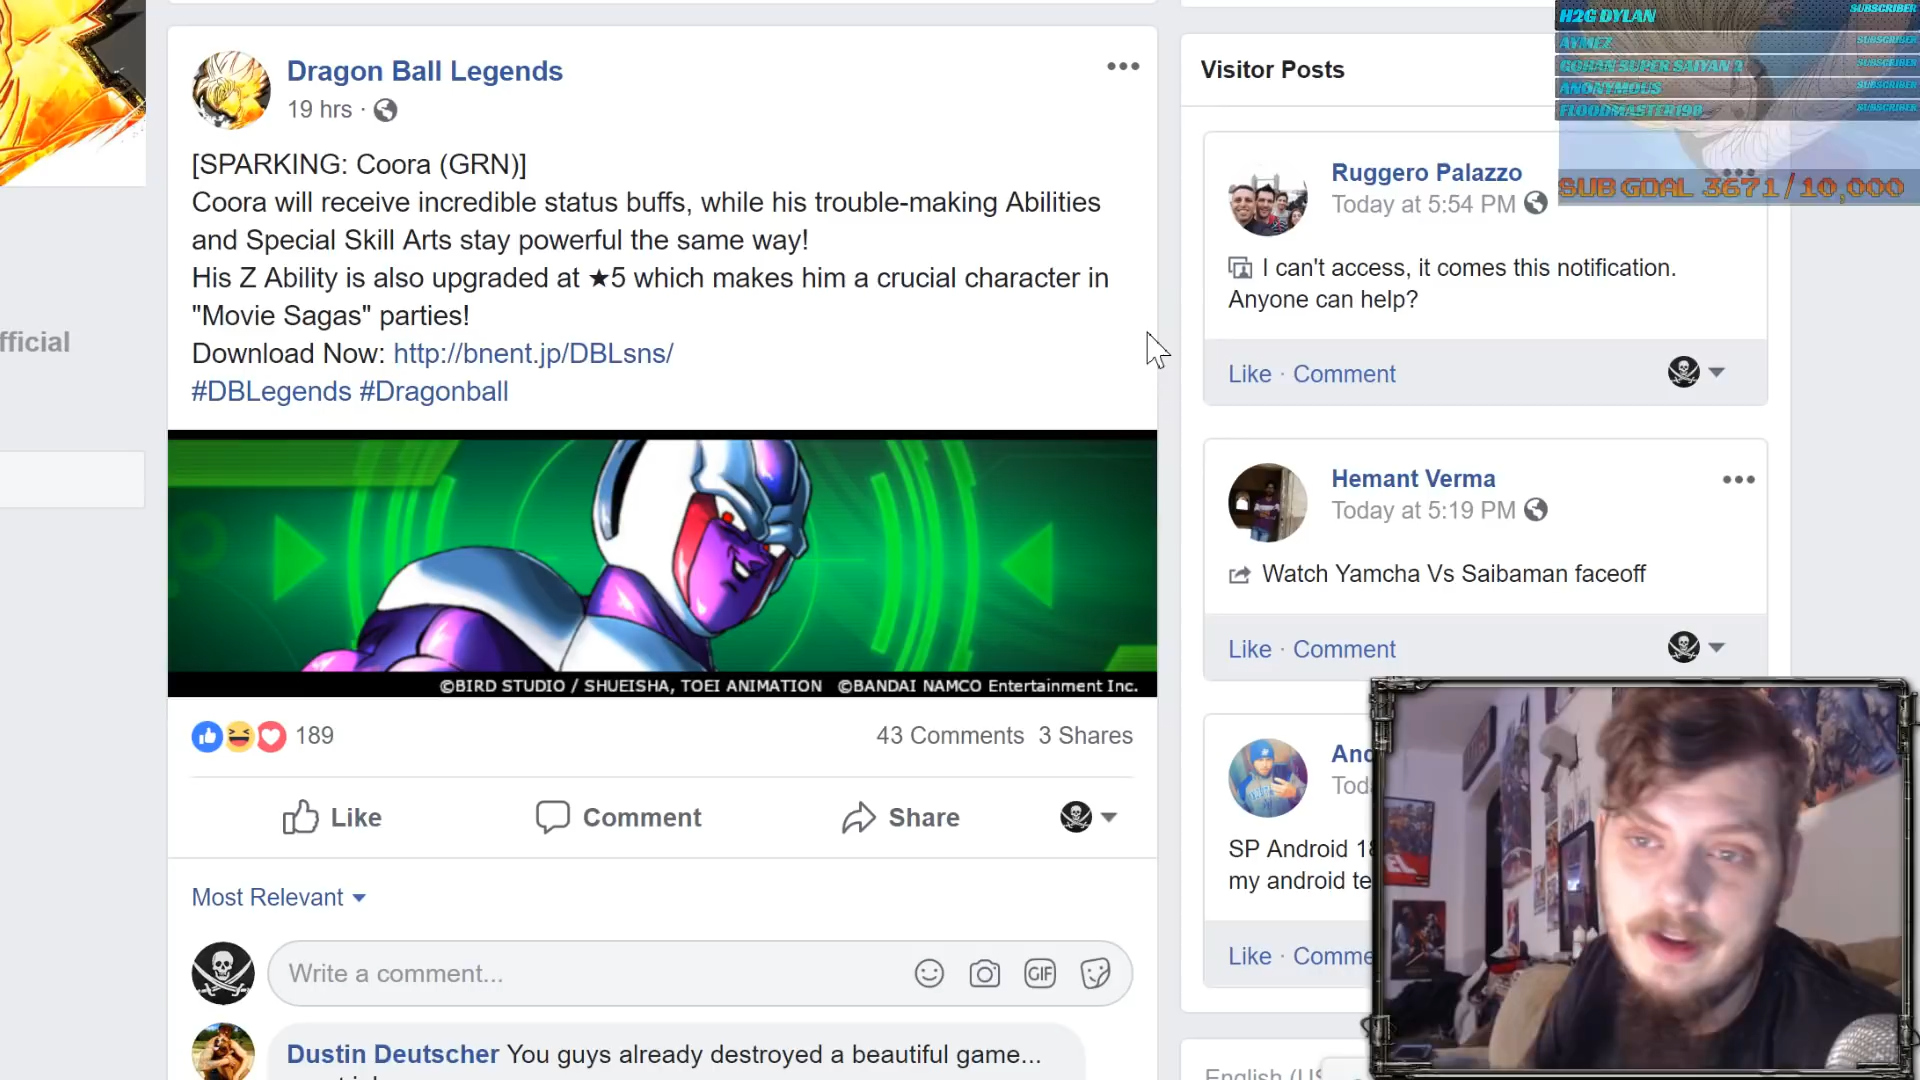 Dragon Ball Legends
19 hrs ·
[SPARKING: Coora (GRN)]
Coora will receive incredible status buffs, while his trouble-making Abilities
and Special Skill Arts stay powerful the same way!
His Z Ability is also upgraded at ★5 which makes him a crucial character in
"Movie Sagas" parties!
Download Now: http://bnent.jp/DBLsns/
#DBLegends #Dragonball
©BIRD STUDIO / SHUEISHA, TOEI ANIMATION ©BANDAI NAMCO Entertainment Inc.
189
43 Comments 3 Shares
Like
Comment
Share
Most Relevant
Write a comment...
GIF
Dustin Deutscher You guys already destroyed a beautiful game...
fficial
Visitor Posts
Ruggero Palazzo
Today at 5:54 PM
I can't access, it comes this notification.
Anyone can help?
Like · Comment
Hemant Verma
Today at 5:19 PM
Watch Yamcha Vs Saibaman faceoff
Like · Comment
And
Tod
SP Android 18
my android te
Like · Comme
English (US
H2G DYLAN SUBSCRIBER
AYMEZ SUBSCRIBER
GOHAN SUPER SAIYAN 2 SUBSCRIBER
ANONYMOUS SUBSCRIBER
FLOODMASTER198 SUBSCRIBER
SUB GOAL 3671/10,000